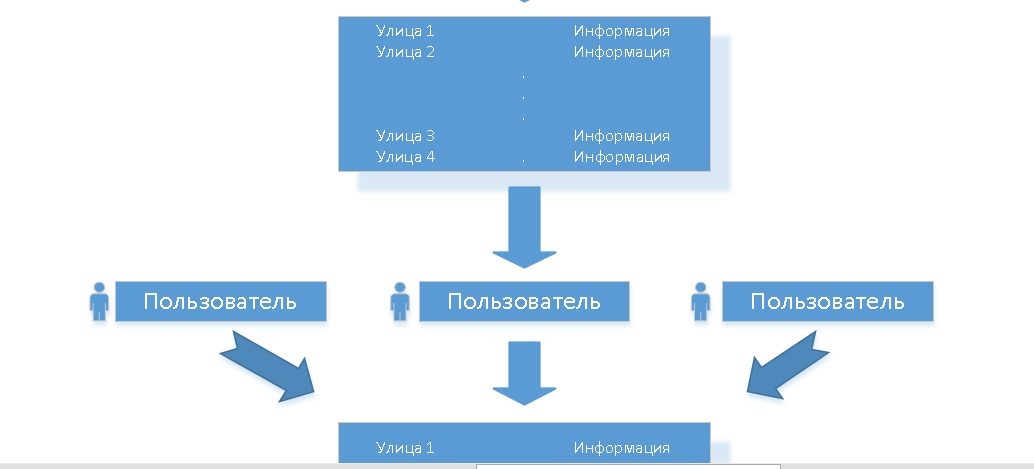 Улица 1 Информация
Улица 2 Информация
.
.
.
Улица 3 Информация
Улица 4 . Информация
Пользователь Пользователь Пользователь
Улица 1 Информация